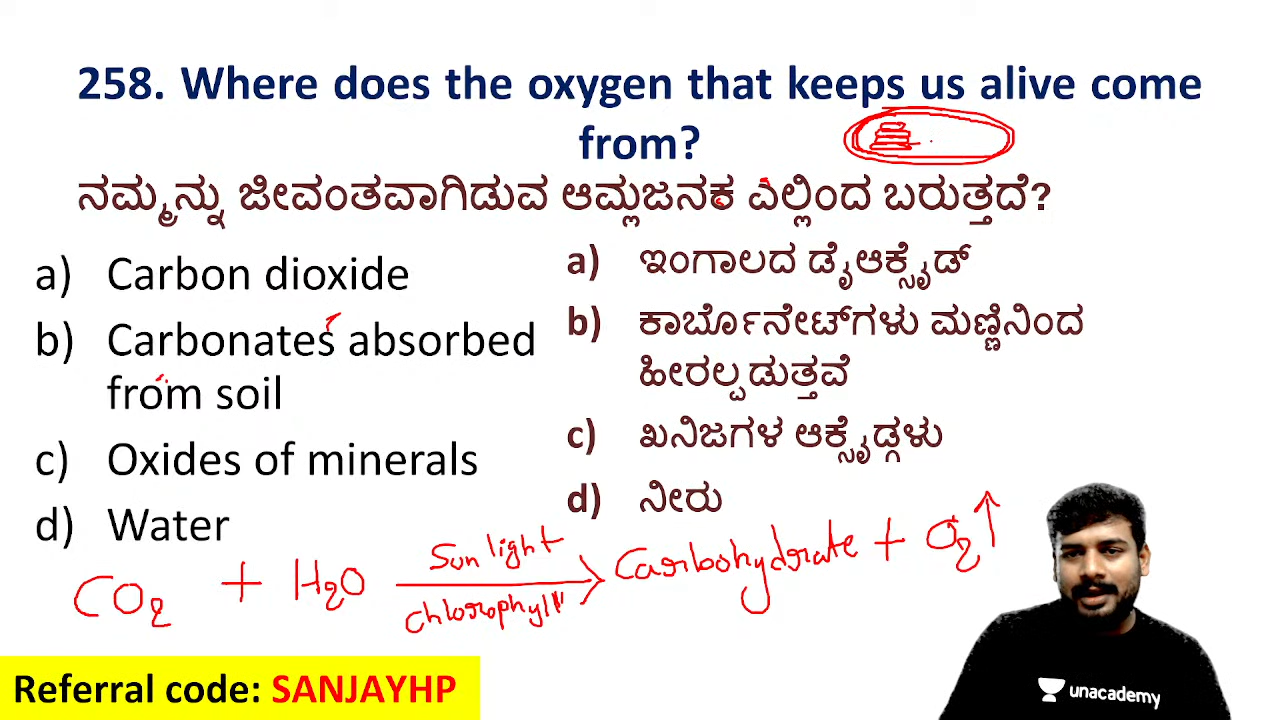 258. Where does the oxygen that keeps us alive come
from?
ನಮ್ಮನ್ನು ಜೀವಂತವಾಗಿಡುವ ಆಮ್ಲಜನಕ ಎಲ್ಲಿಂದ ಬರುತ್ತದೆ?
a) Carbon dioxide
b) Carbonates absorbed
from soil
c) Oxides of minerals
d) Water
a) ಇಂಗಾಲದ ಡೈಆಕ್ಸೈಡ್
b) ಕಾರ್ಬೊನೇಟ್‌ಗಳು ಮಣ್ಣಿನಿಂದ
ಹೀರಲ್ಪಡುತ್ತವೆ
c) ಖನಿಜಗಳ ಆಕ್ಸೈಡ್ಗಳು
d) ನೀರು
CO2 + H2O Sunlight Chlorophyll → Carbohydrate + O2 ↑
Referral code: SANJAYHP
unacademy